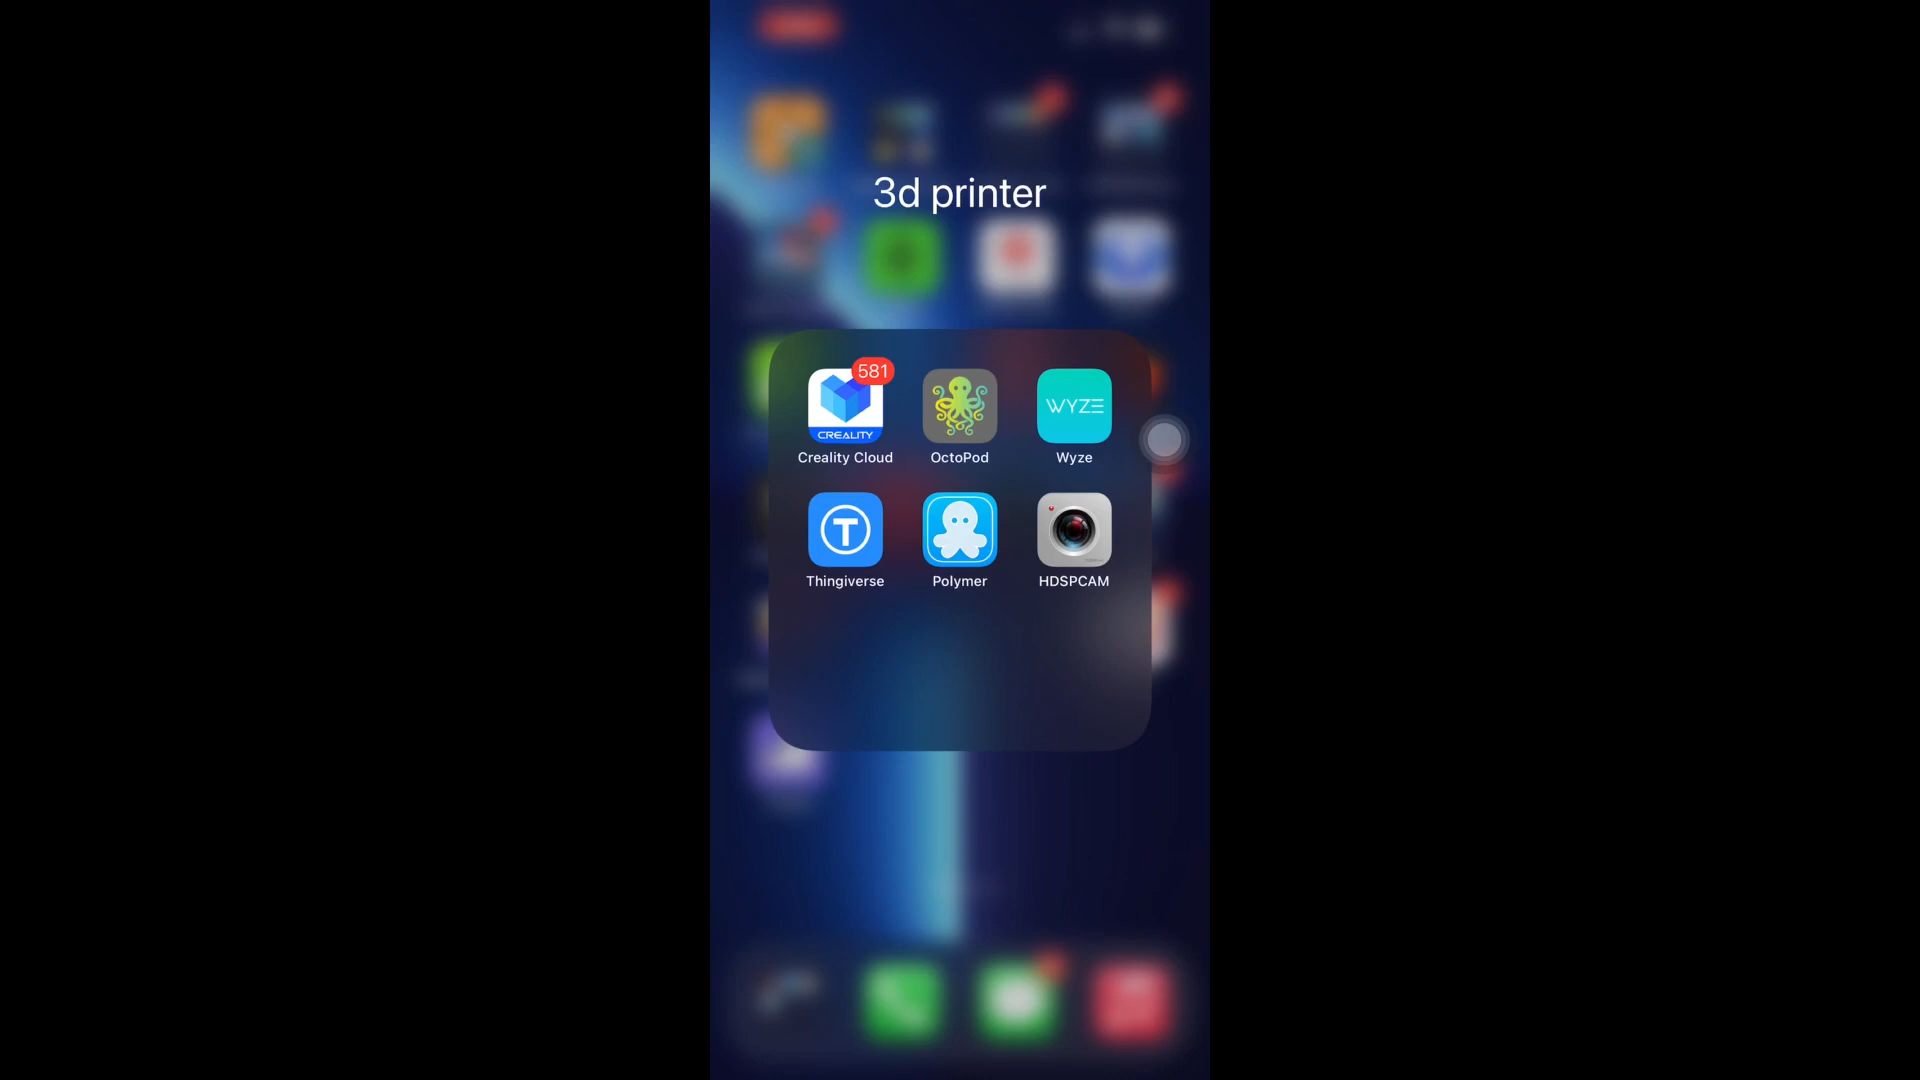 3d printer
581
CREALITY
WYZE
Creality Cloud
OctoPod
Wyze
T
Thingiverse
Polymer
HDSPCAM